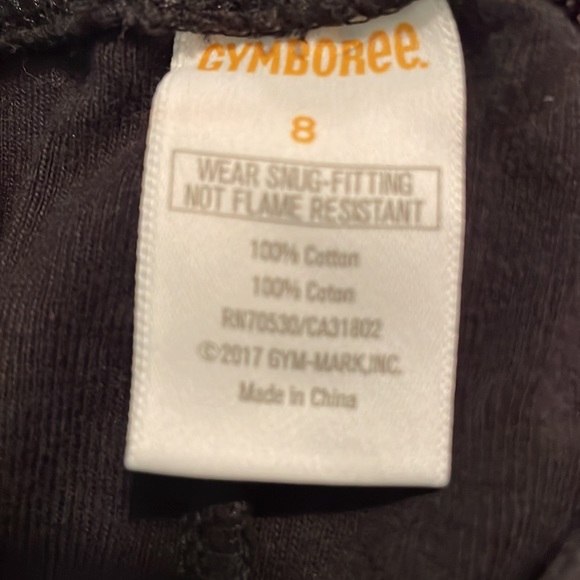 GYMBOREE.
8
WEAR SNUG-FITTING
NOT FLAME RESISTANT
100% Cotton
100% Coton
RN70530/CA31802
©2017 GYM-MARK,INC.
Made in China